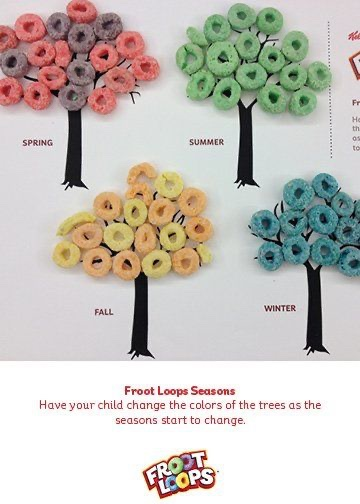 SPRING
SUMMER
FALL
WINTER
Froot Loops Seasons
Have your child change the colors of the trees as the
seasons start to change.
FROOT
LOOPS